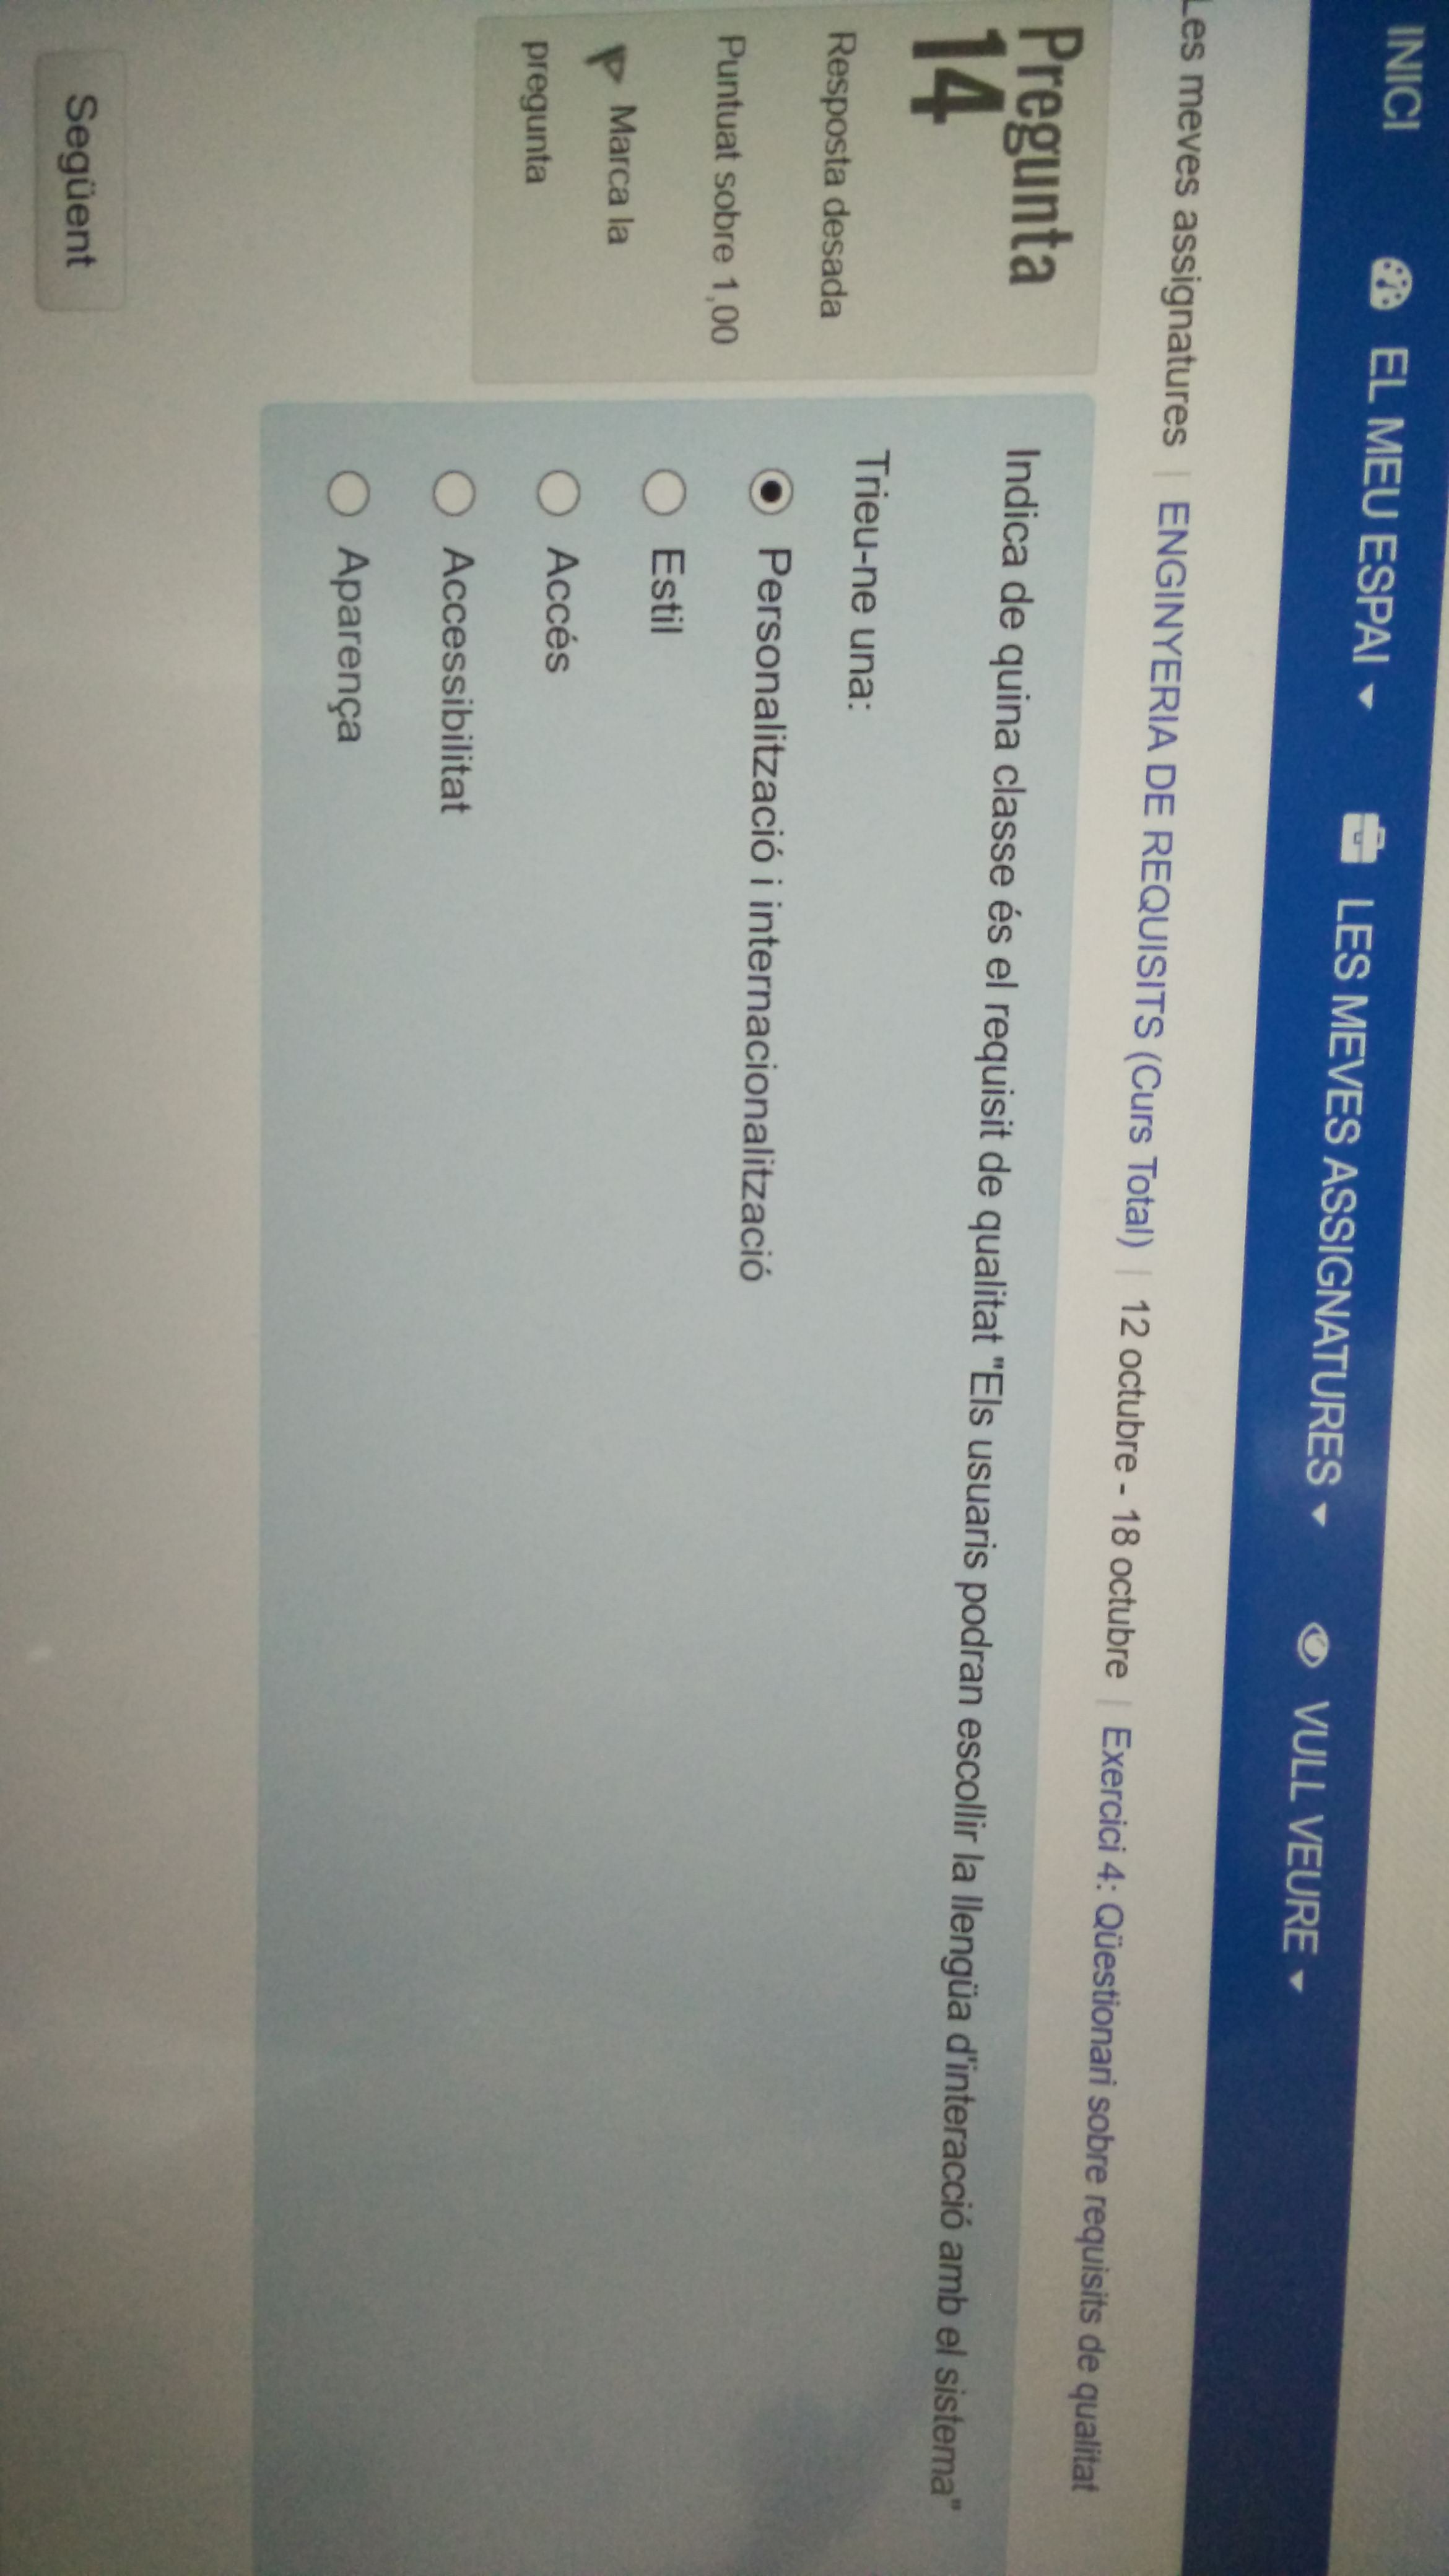 INICI EL MEU ESPAI LES MEVES ASSIGNATURES VULL VEURE
Les meves assignatures | ENGINYERIA DE REQUISITS (Curs Total) | 12 octubre - 18 octubre | Exercici 4: Qüestionari sobre requisits de qualitat
Pregunta
14
Resposta desada
Puntuat sobre 1,00
Marca la
pregunta
Indica de quina classe és el requisit de qualitat "Els usuaris podran escollir la llengüa d'interacció amb el sistema"
Trieu-ne una:
Personalització i internacionalització
Estil
Accés
Accessibilitat
Aparença
Següent